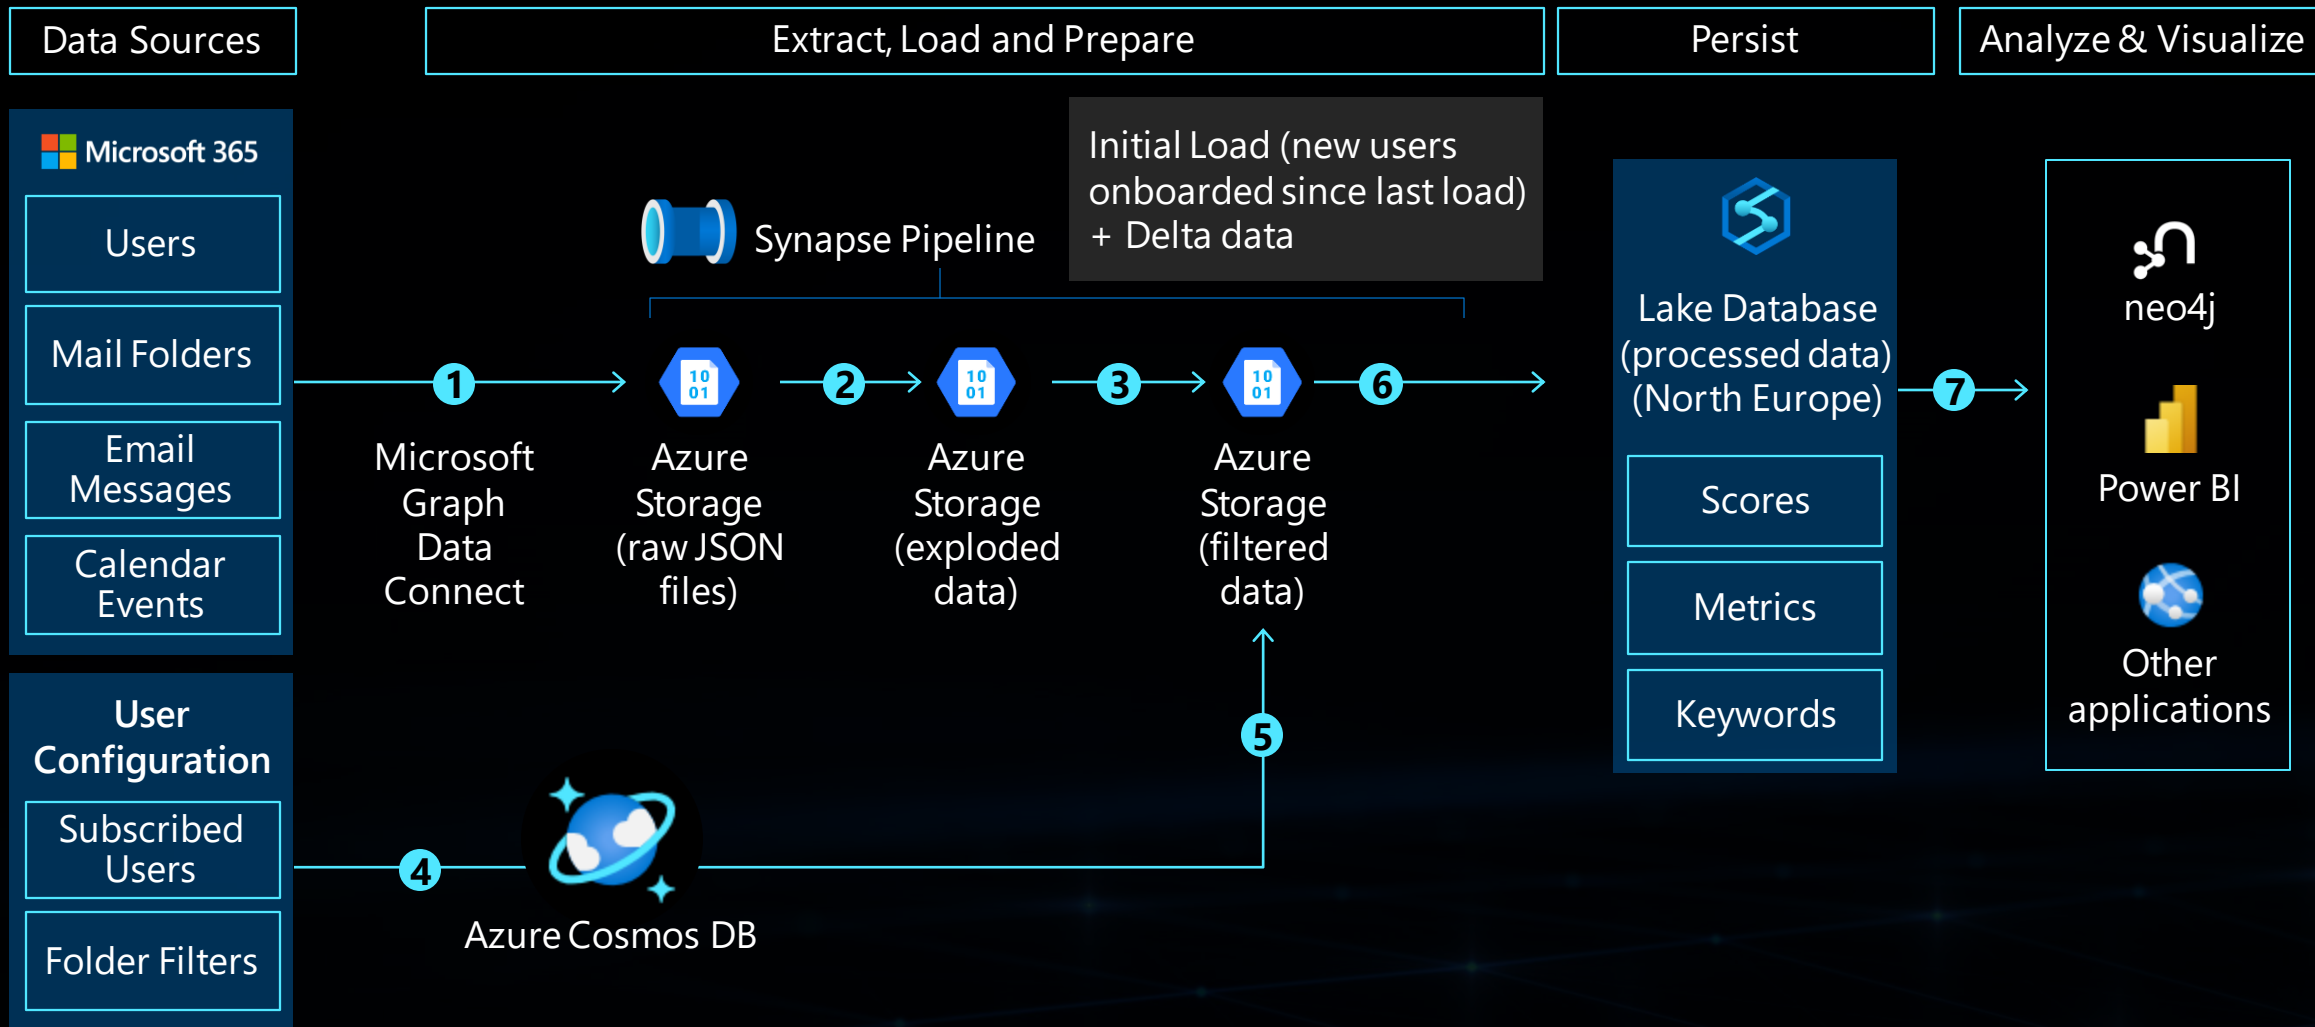 Data Sources
Extract, Load and Prepare
Persist
Analyze & Visualize
Microsoft 365
Users
Mail Folders
Email
Messages
Calendar
Events
User
Configuration
Subscribed
Users
Folder Filters
Synapse Pipeline
Initial Load (new users
onboarded since last load)
+ Delta data
1
Microsoft
Graph
Data
Connect
10
01
Azure
Storage
(raw JSON
files)
2
10
01
Azure
Storage
(exploded
data)
3
10
01
Azure
Storage
(filtered
data)
4
Azure Cosmos DB
5
6
Lake Database
(processed data)
(North Europe)
Scores
Metrics
Keywords
7
neo4j
Power BI
Other
applications